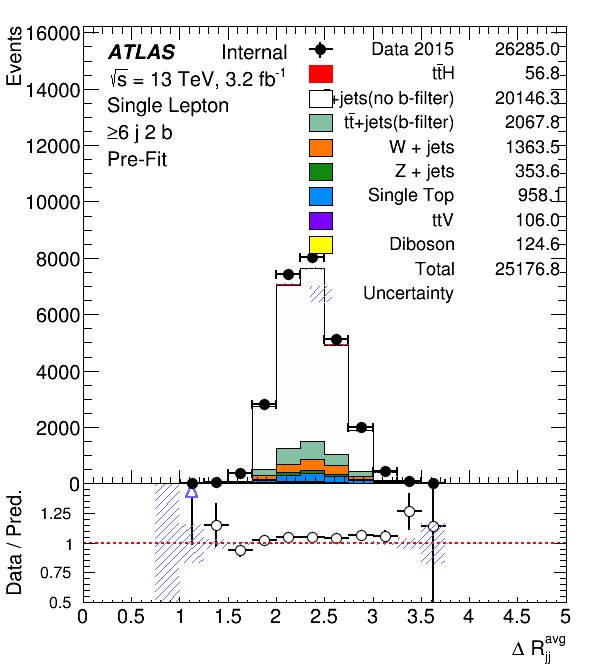 Events
16000
14000
12000
10000
8000
6000
4000
2000
0
ATLAS Internal
√s = 13 TeV, 3.2 fb-1
Single Lepton
≥6 j 2 b
Pre-Fit
Data 2015 26285.0
tt̄H 56.8
+jets(no b-filter) 20146.3
tt̄+jets(b-filter) 2067.8
W + jets 1363.5
Z + jets 353.6
Single Top 958.1
ttV 106.0
Diboson 124.6
Total 25176.8
Uncertainty
Data / Pred.
1.25
1
0.75
0.5
0 0.5 1 1.5 2 2.5 3 3.5 4 4.5 5
Δ R avg jj